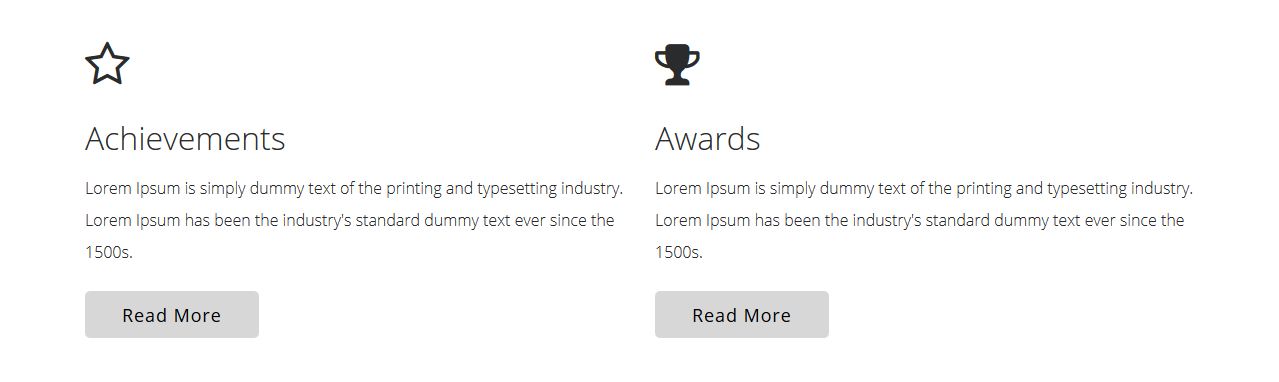 Achievements
Lorem Ipsum is simply dummy text of the printing and typesetting industry.
Lorem Ipsum has been the industry's standard dummy text ever since the
1500s.
Read More
Awards
Lorem Ipsum is simply dummy text of the printing and typesetting industry.
Lorem Ipsum has been the industry's standard dummy text ever since the
1500s.
Read More